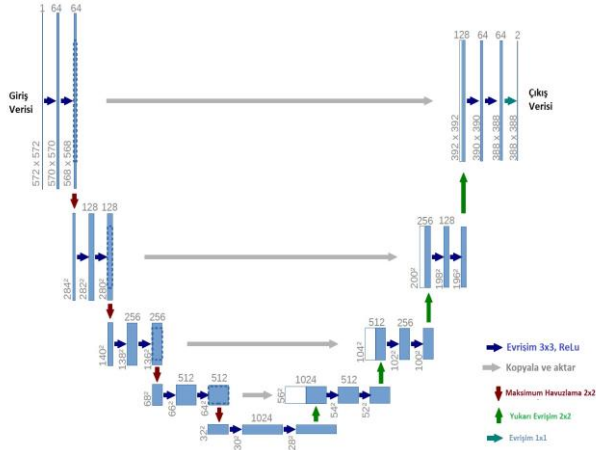 1 64 64
128 64 64 2
Giriş
Verisi
Çıkış
Verisi
572 x 572
570 x 570
568 x 568
392 x 392
390 x 390
388 x 388
388 x 388
128 128
256 128
284²
282²
280²
200²
198²
196²
256 256
512 256
140²
138²
136²
104²
102²
100²
512 512
1024 512
68²
66²
64²
56²
54²
52²
1024
32²
30²
28²
Evrişim 3x3, ReLu
Kopyala ve aktar
Maksimum Havuzlama 2x2
Yukarı Evrişim 2x2
Evrişim 1x1